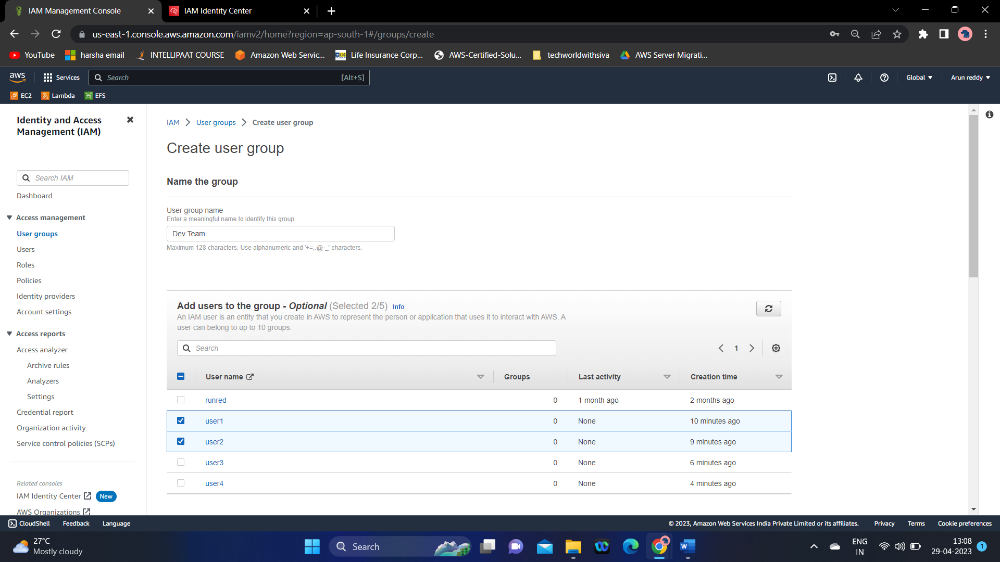 IAM Management Console
IAM Identity Center
us-east-1.console.aws.amazon.com/iamv2/home?region=ap-south-1#/groups/create
YouTube
harsha email
INTELLIPAAT COURSE
Amazon Web Servic...
Life Insurance Corp...
AWS-Certified-Solu...
techworldwithsiva
AWS Server Migrati...
aws
Services
Search
[Alt+S]
Global
Arun reddy
EC2
Lambda
EFS
Identity and Access
Management (IAM)
Search IAM
Dashboard
Access management
User groups
Users
Roles
Policies
Identity providers
Account settings
Access reports
Access analyzer
Archive rules
Analyzers
Settings
Credential report
Organization activity
Service control policies (SCPs)
Related consoles
IAM Identity Center
New
AWS Organizations
IAM
User groups
Create user group
Create user group
Name the group
User group name
Enter a meaningful name to identify this group.
Dev Team
Maximum 128 characters. Use alphanumeric and '+=,.@-_' characters.
Add users to the group - Optional (Selected 2/5) Info
An IAM user is an entity that you create in AWS to represent the person or application that uses it to interact with AWS. A
user can belong to up to 10 groups.
Search
1
User name Groups Last activity Creation time
runred 0 1 month ago 2 months ago
user1 0 None 10 minutes ago
user2 0 None 9 minutes ago
user3 0 None 6 minutes ago
user4 0 None 4 minutes ago
CloudShell
Feedback
Language
© 2023, Amazon Web Services India Private Limited or its affiliates.
Privacy
Terms
Cookie preferences
27°C
Mostly cloudy
Search
W
ENG
IN
13:08
29-04-2023
1